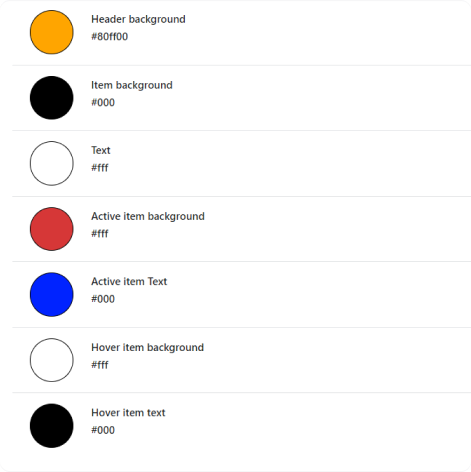 Header background
#80ff00
Item background
#000
Text
#fff
Active item background
#fff
Active item Text
#000
Hover item background
#fff
Hover item text
#000